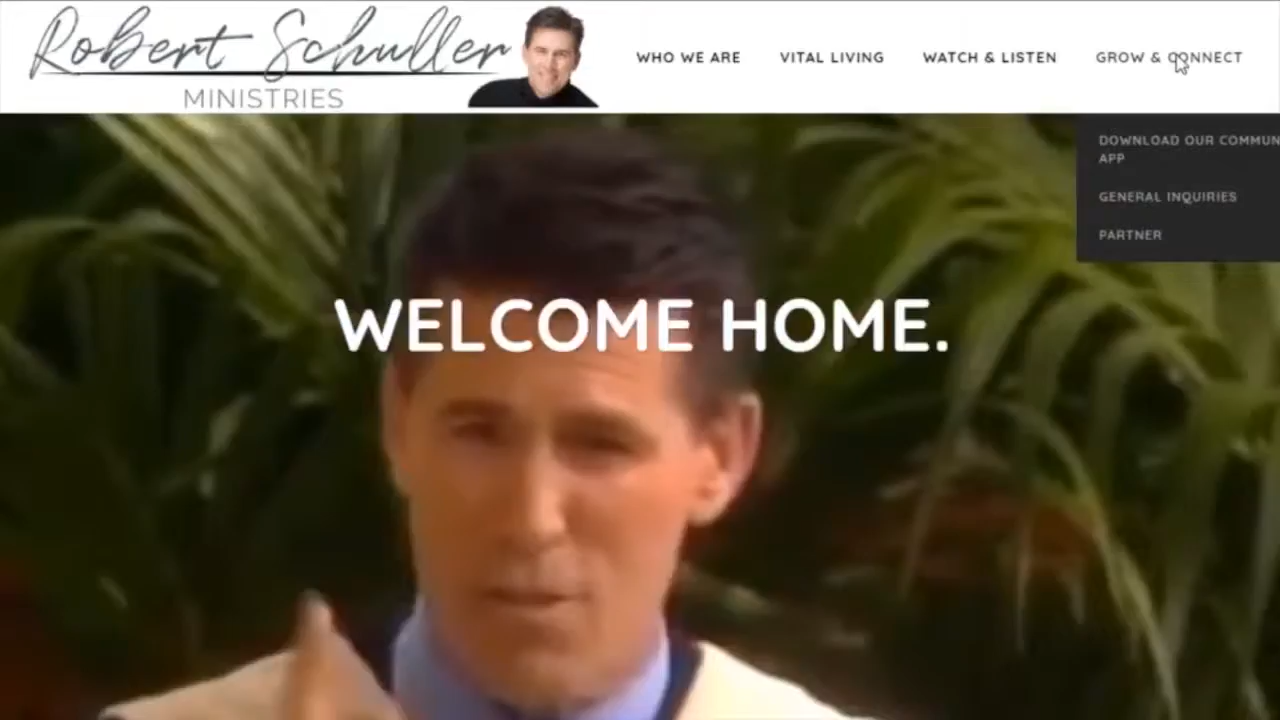 Robert Schuller
MINISTRIES
WHO WE ARE
VITAL LIVING
WATCH & LISTEN
GROW & CONNECT
DOWNLOAD OUR COMMUN
APP
GENERAL INQUIRIES
PARTNER
WELCOME HOME.